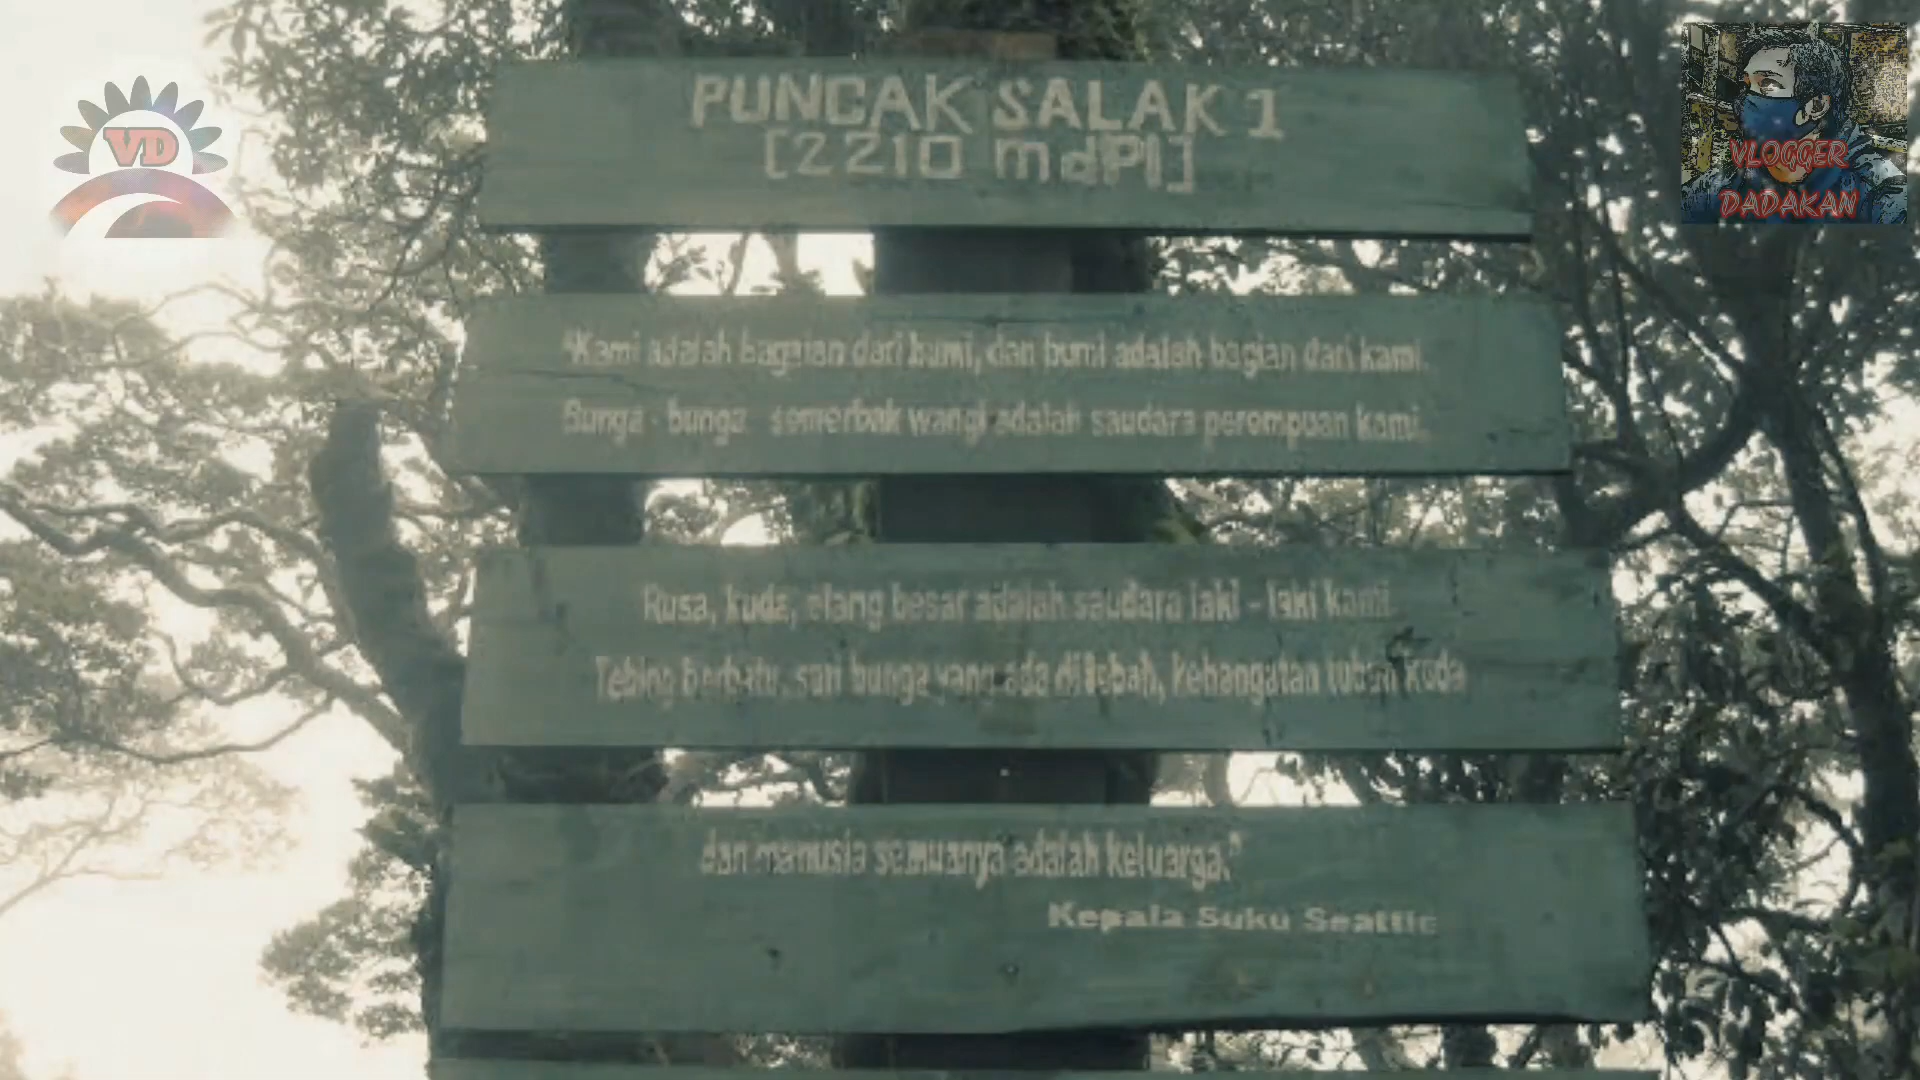 VD
PUNCAK SALAK 1
[2210 mdPl]
VLOGGER
DADAKAN
"Kami adalah bagaian dari bumi, dan bumi adalah bagian dari kami.
Bunga - bunga semerbak wangi adalah saudara perempuan kami.
Rusa, kuda, elang besar adalah saudara laki - laki kami.
Tebing berbatu, sari bunga yang ada di lebah, kehangatan tubuh kuda
dan manusia semuanya adalah keluarga."
Kepala Suku Seattle